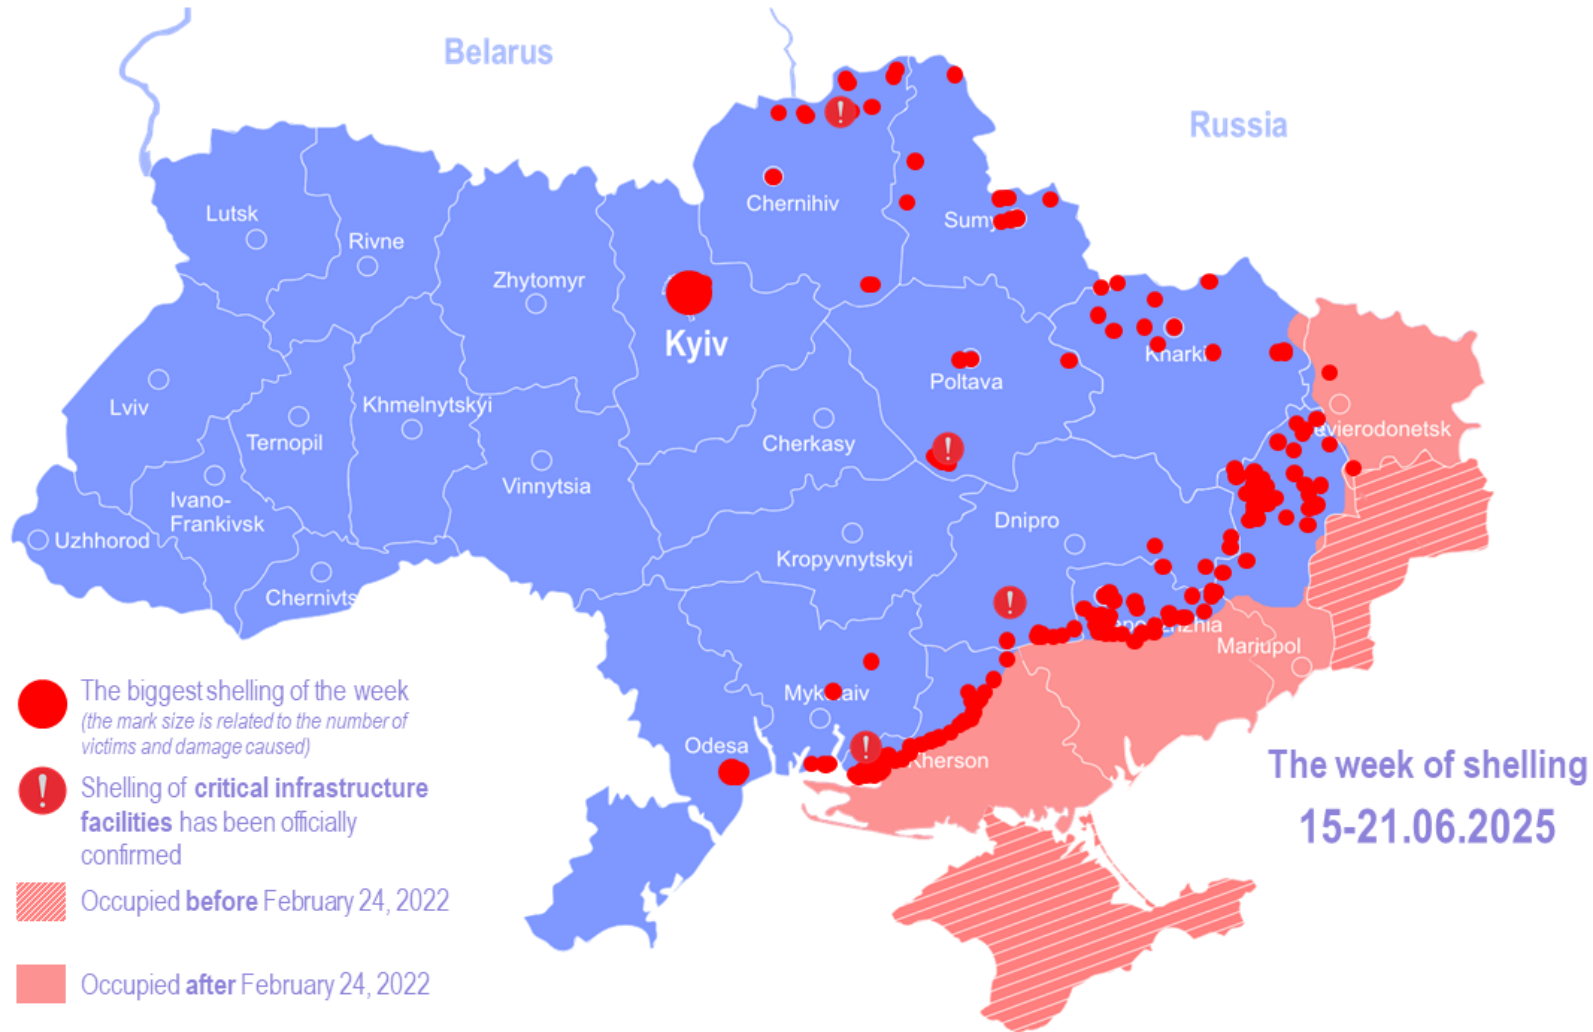 Belarus
Russia
Lutsk
Rivne
Chernihiv
Sumy
Zhytomyr
Kyiv
Kharki
Poltava
Lviv
Khmelnytskyi
Ternopil
Cherkasy
vierodonetsk
Vinnytsia
Ivano-
Frankivsk
Dnipro
Uzhhorod
Kropyvnytskyi
Chernivts
Mariupol
Odesa
Kherson
The biggest shelling of the week
(the mark size is related to the number of
victims and damage caused)
!
Shelling of critical infrastructure
facilities has been officially
confirmed
Occupied before February 24, 2022
Occupied after February 24, 2022
The week of shelling
15-21.06.2025